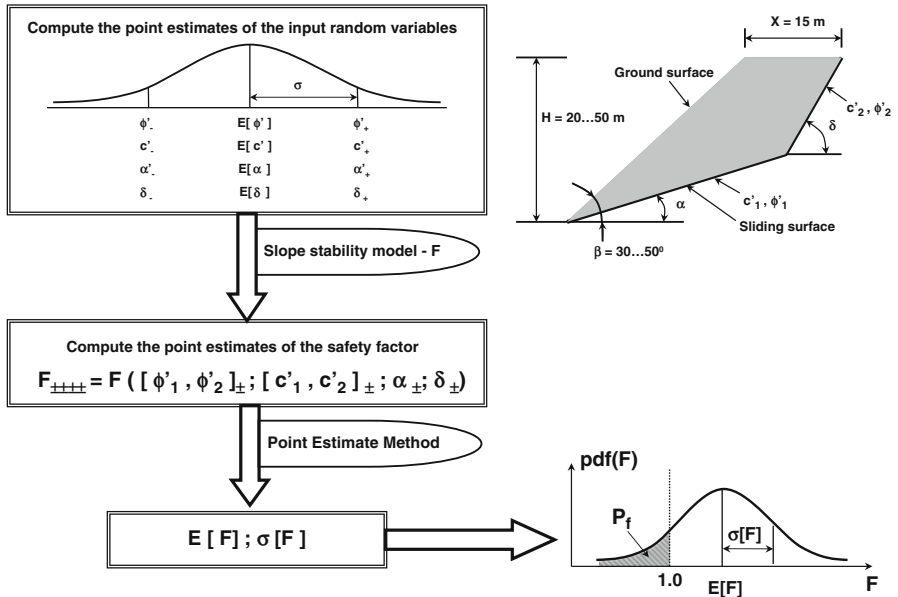 Compute the point estimates of the input random variables
σ
ϕ'- E[ ϕ' ] ϕ'+
c'- E[ c' ] c'+
α'- E[ α ] α'+
δ- E[ δ ] δ+
Slope stability model - F
Compute the point estimates of the safety factor
F±±±± = F ( [ ϕ'1 , ϕ'2 ]± ; [ c'1 , c'2 ] ± ; α ±; δ ±)
Point Estimate Method
E [ F] ; σ [F ]
X = 15 m
Ground surface
H = 20...50 m
c'2 , ϕ'2
δ
α
c'1 , ϕ'1
Sliding surface
β = 30...50⁰
pdf(F)
Pf
σ[F]
1.0
E[F]
F